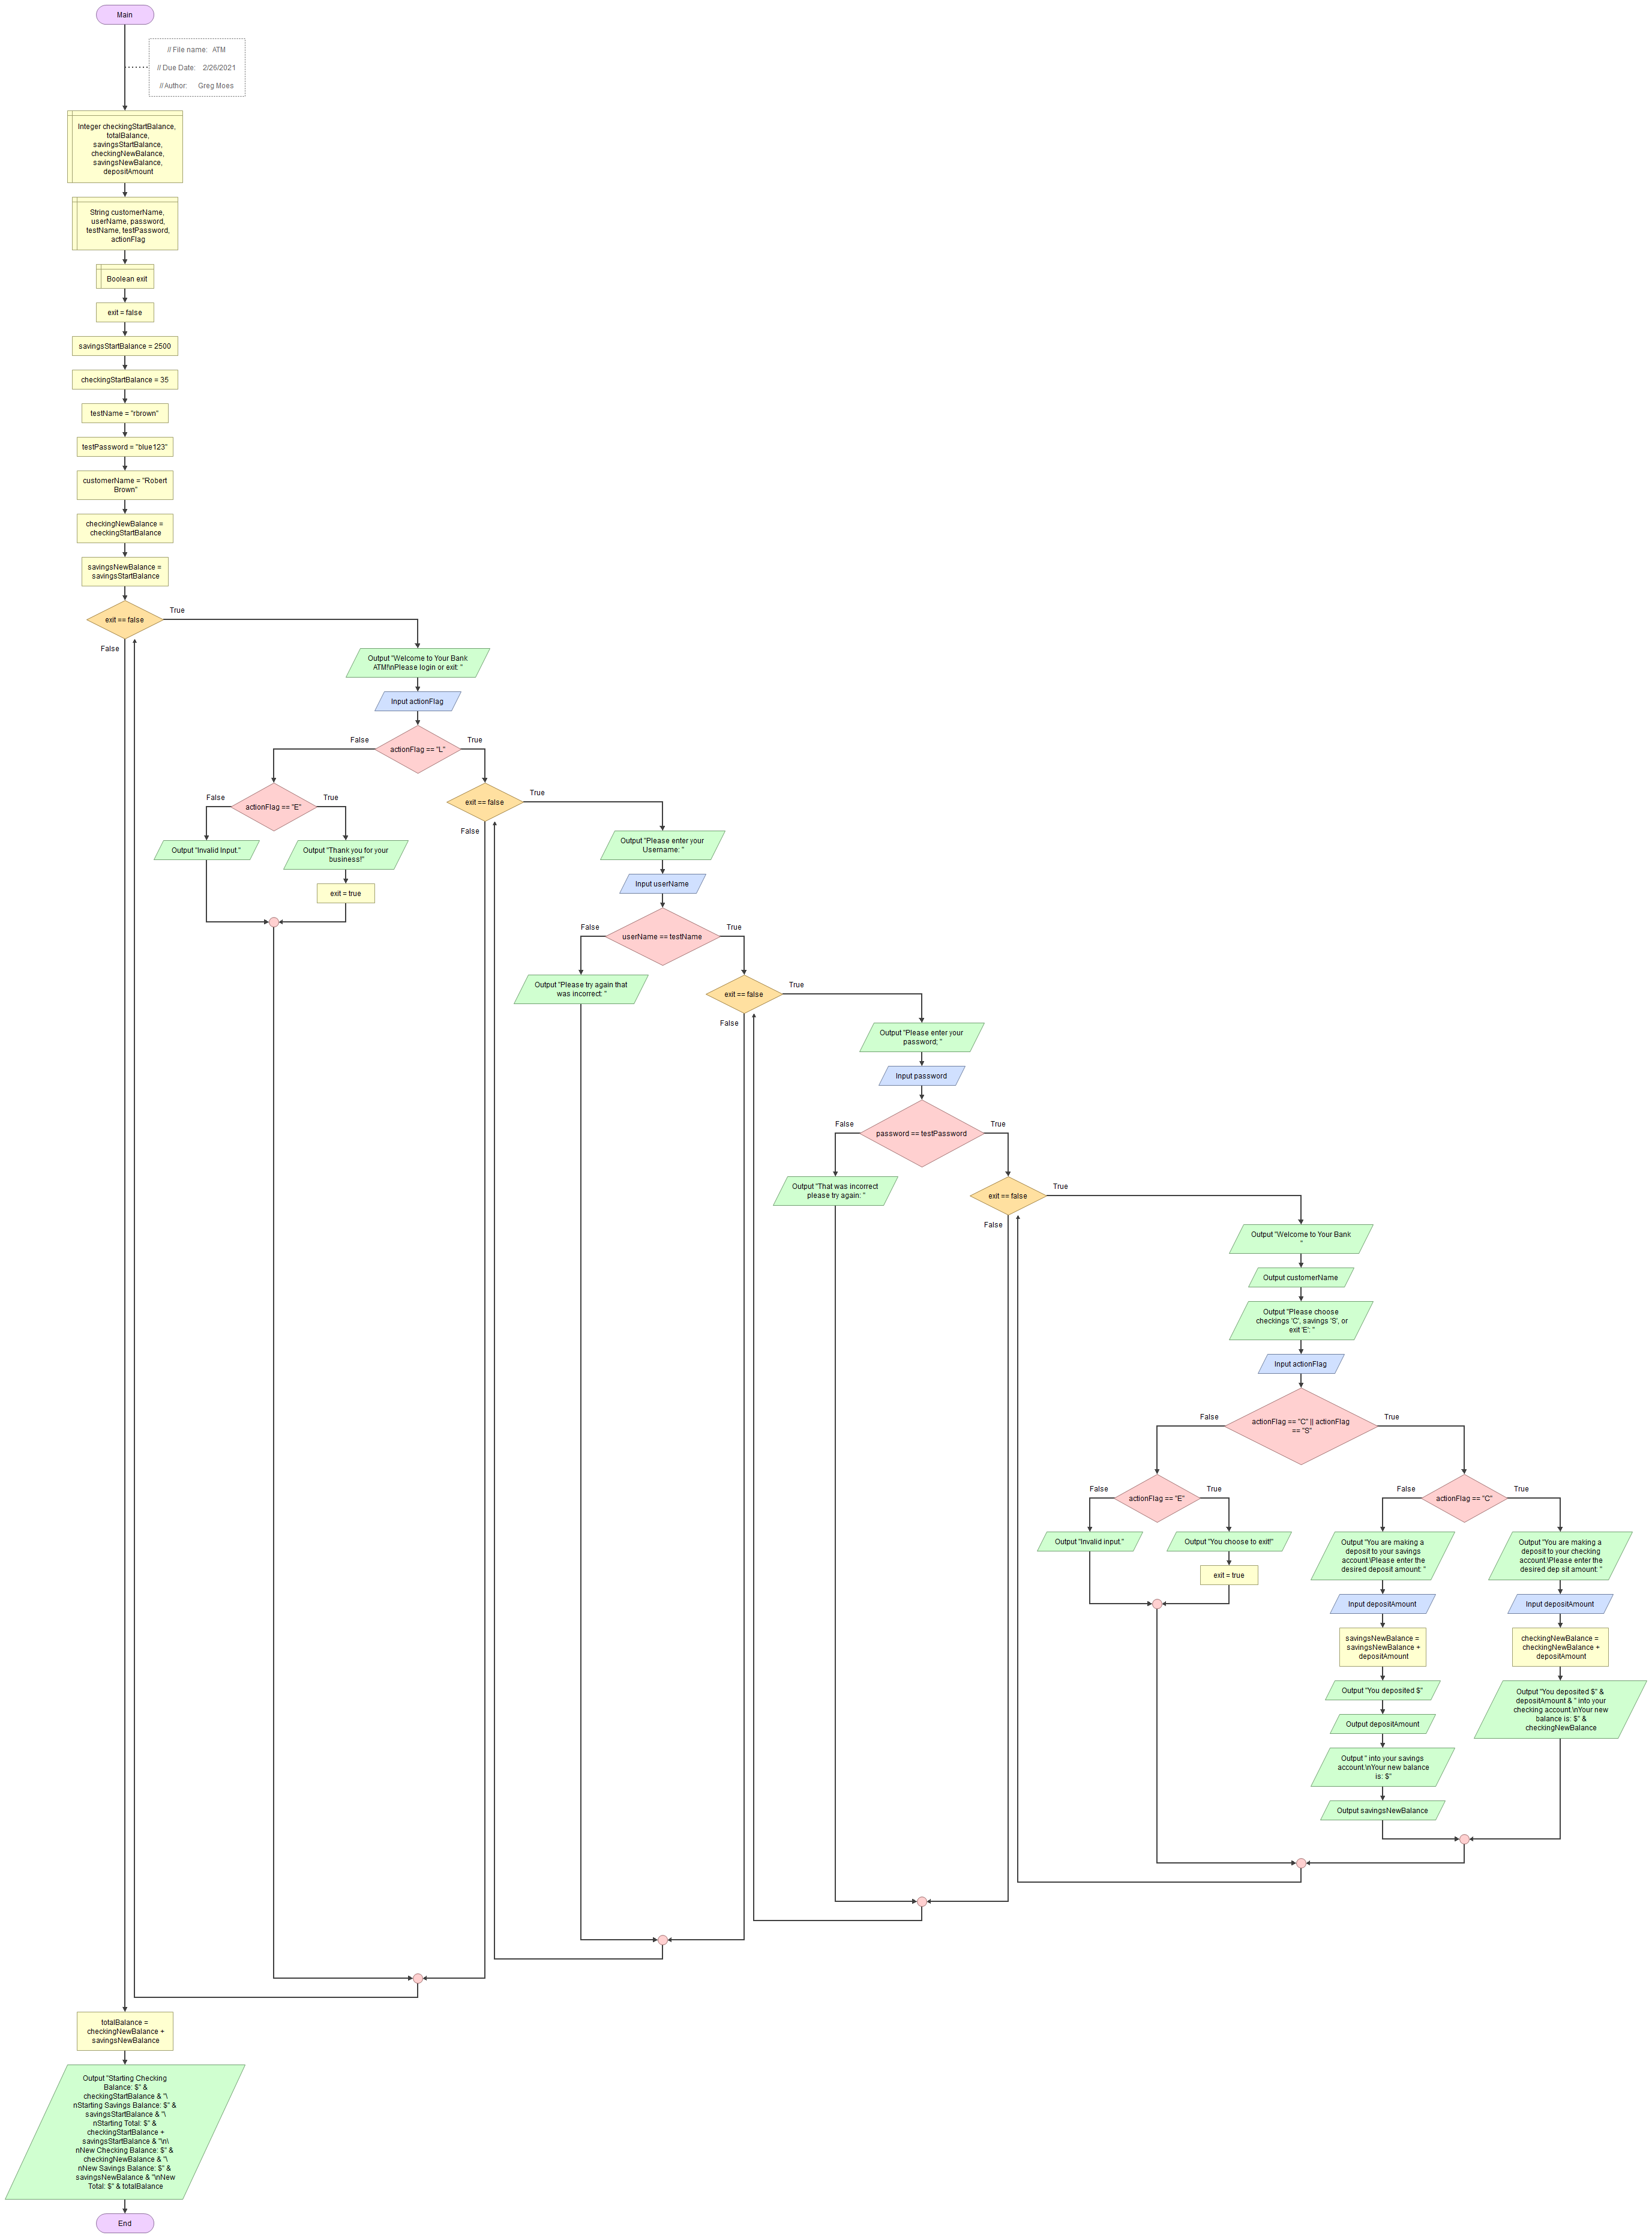 Main
// File name:   ATM
// Due Date:    2/26/2021
// Author:      Greg Moes
Integer checkingStartBalance,
totalBalance,
savingsStartBalance,
checkingNewBalance,
savingsNewBalance,
depositAmount
String customerName,
userName, password,
testName, testPassword,
actionFlag
Boolean exit
exit = false
savingsStartBalance = 2500
checkingStartBalance = 35
testName = "rbrown"
testPassword = "blue123"
customerName = "Robert
Brown"
checkingNewBalance =
checkingStartBalance
savingsNewBalance =
savingsStartBalance
exit == false
True
False
Output "Welcome to Your Bank
ATM!\nPlease login or exit: "
Input actionFlag
actionFlag == "L"
False
True
actionFlag == "E"
False
True
Output "Invalid Input."
Output "Thank you for your
business!"
exit = true
exit == false
True
False
Output "Please enter your
Username: "
Input userName
userName == testName
False
True
Output "Please try again that
was incorrect: "
exit == false
True
False
Output "Please enter your
password; "
Input password
password == testPassword
False
True
Output "That was incorrect
please try again: "
exit == false
True
False
Output "Welcome to Your Bank
"
Output customerName
Output "Please choose
checkings 'C', savings 'S', or
exit 'E': "
Input actionFlag
actionFlag == "C" || actionFlag
== "S"
False
True
actionFlag == "E"
False
True
Output "Invalid input."
Output "You choose to exit!"
exit = true
actionFlag == "C"
False
True
Output "You are making a
deposit to your savings
account.\Please enter the
desired deposit amount: "
Input depositAmount
savingsNewBalance =
savingsNewBalance +
depositAmount
Output "You deposited $"
Output depositAmount
Output " into your savings
account.\nYour new balance
is: $"
Output savingsNewBalance
Output "You are making a
deposit to your checking
account.\Please enter the
desired dep sit amount: "
Input depositAmount
checkingNewBalance =
checkingNewBalance +
depositAmount
Output "You deposited $" &
depositAmount & " into your
checking account.\nYour new
balance is: $" &
checkingNewBalance
totalBalance =
checkingNewBalance +
savingsNewBalance
Output "Starting Checking
Balance: $" &
checkingStartBalance & "\
nStarting Savings Balance: $" &
savingsStartBalance & "\
nStarting Total: $" &
checkingStartBalance +
savingsStartBalance & "\n\
nNew Checking Balance: $" &
checkingNewBalance & "\
nNew Savings Balance: $" &
savingsNewBalance & "\nNew
Total: $" & totalBalance
End